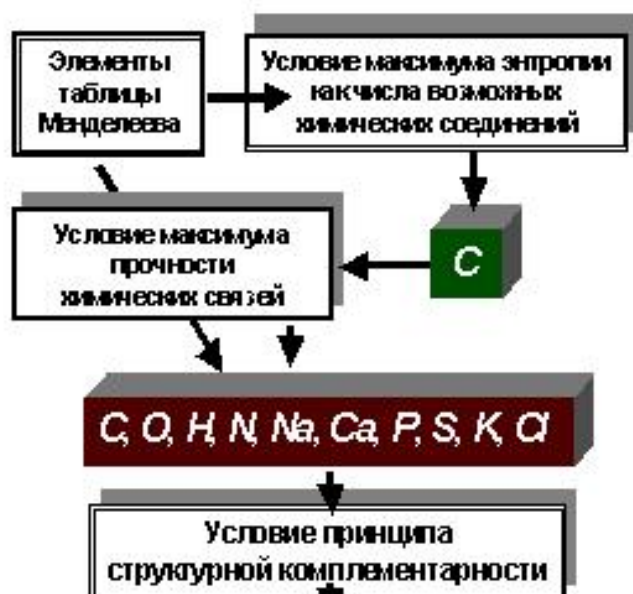 Элементы
таблицы
Менделеева
Условие максимума энтропии
как числа возможных
химических соединений
C
Условие максимума
прочности
химических связей
C, O, H, N, Na, Ca, P, S, K, Cl
Условие принципа
структурной комплементарности